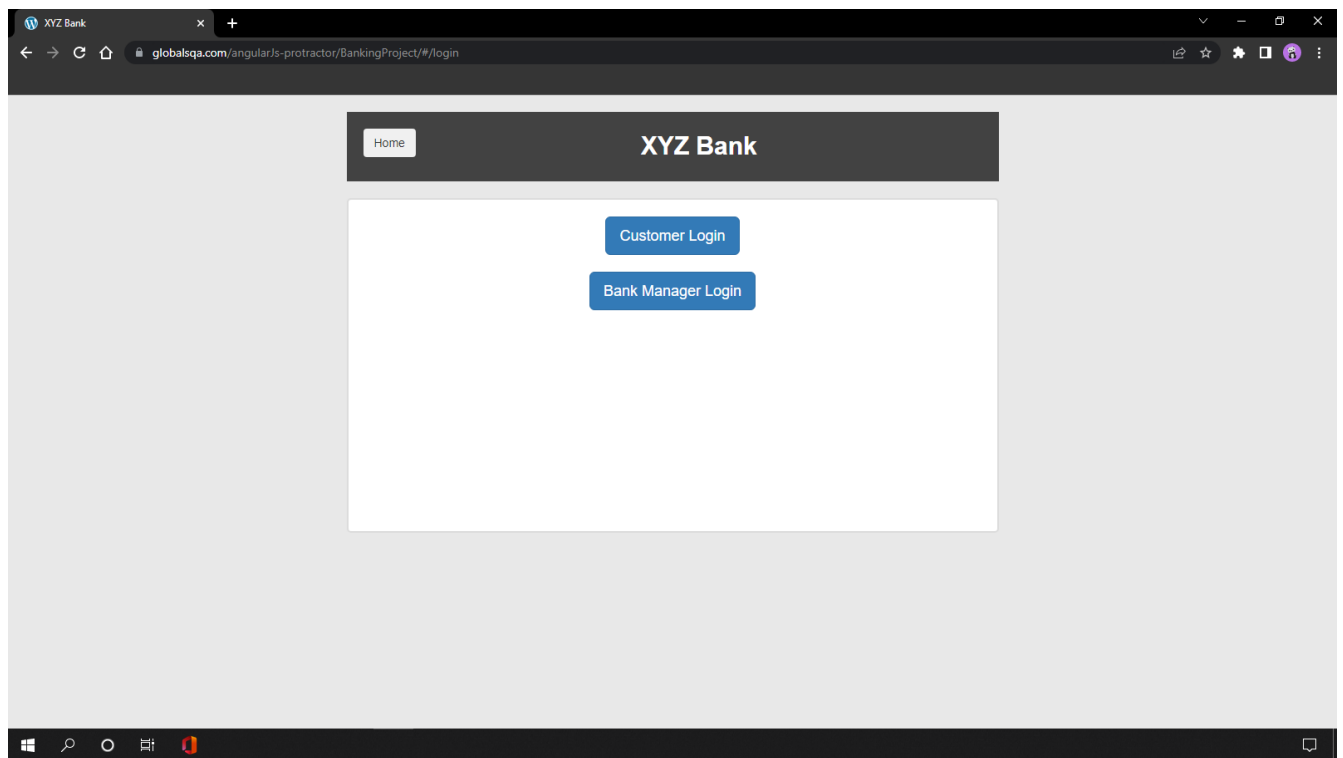 XYZ Bank
globalsqa.com/angularJs-protractor/BankingProject/#/login
Home
XYZ Bank
Customer Login
Bank Manager Login